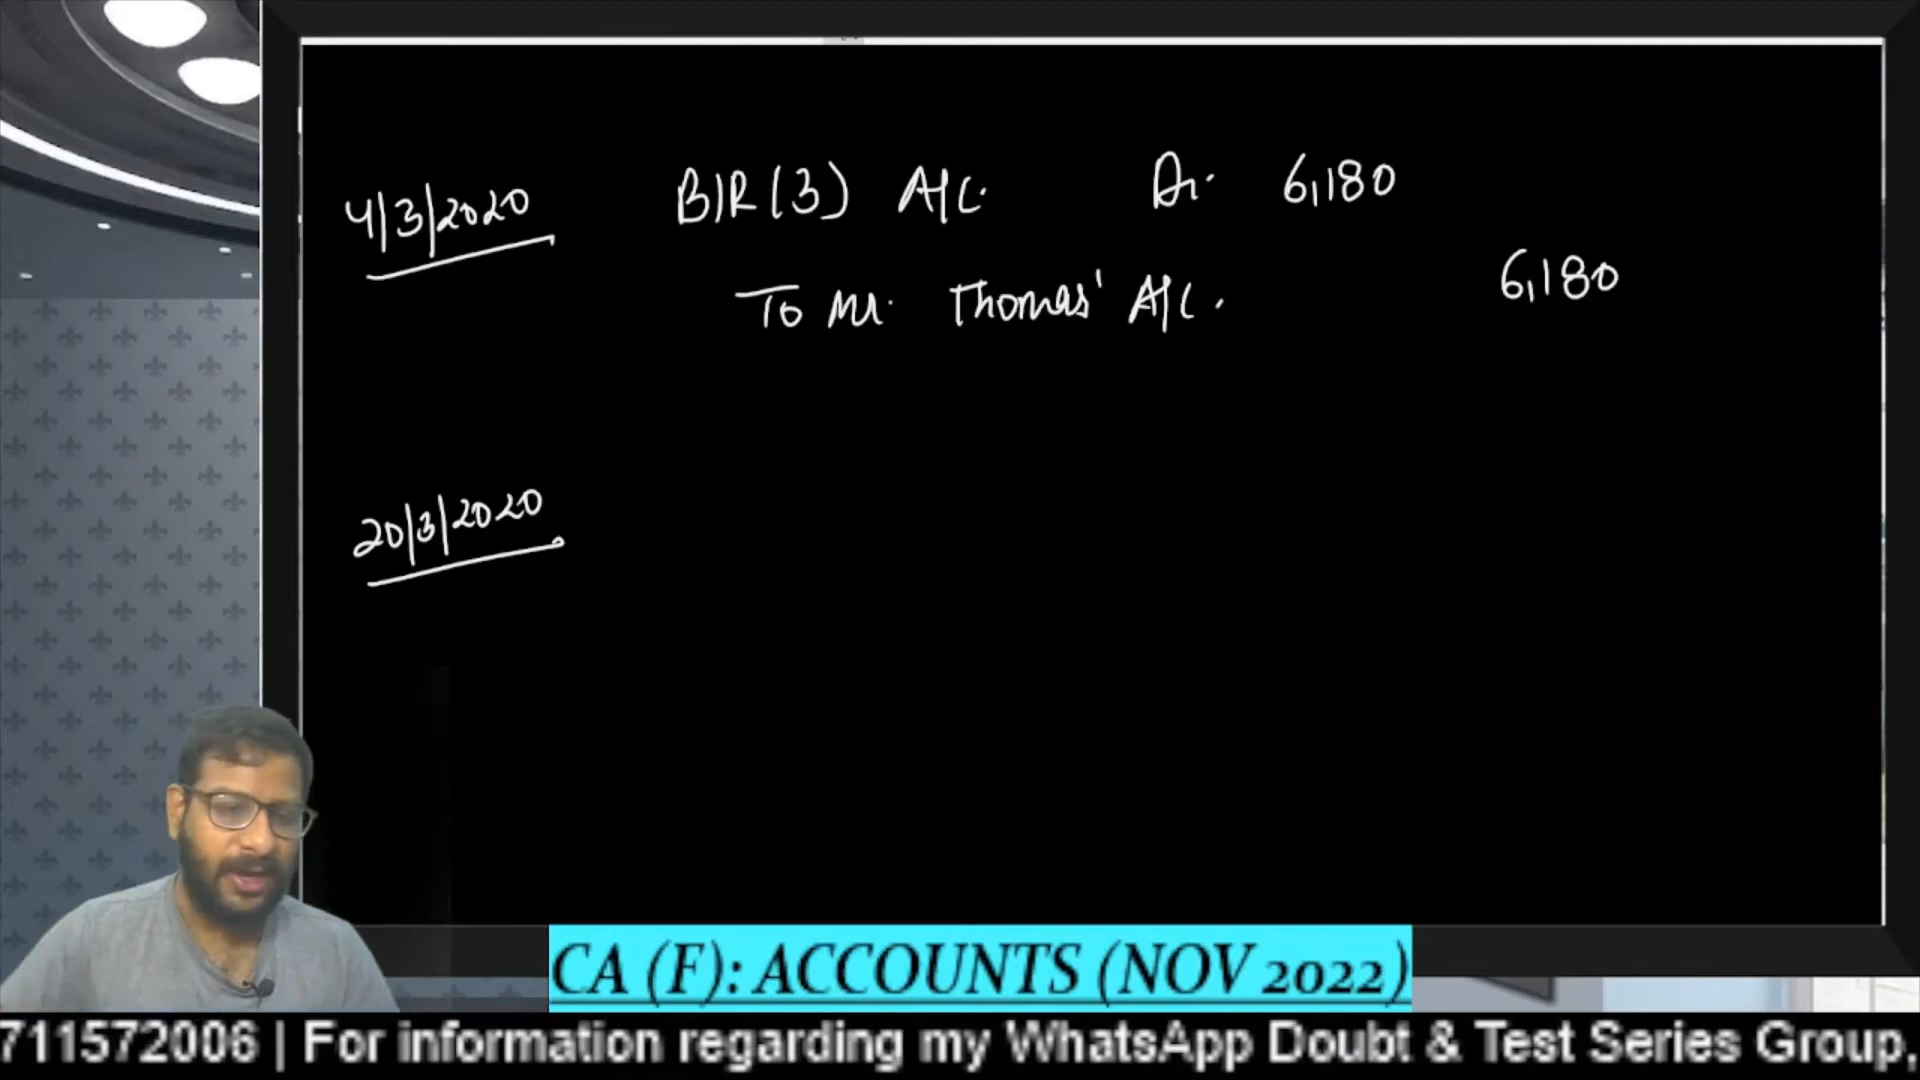 4/3/2020 B/R (3) A/C. Dr. 6,180
To Mr. Thomas' A/C. 6,180
20/3/2020
CA (F): ACCOUNTS (NOV 2022)
711572006 | For information regarding my WhatsApp Doubt & Test Series Group,